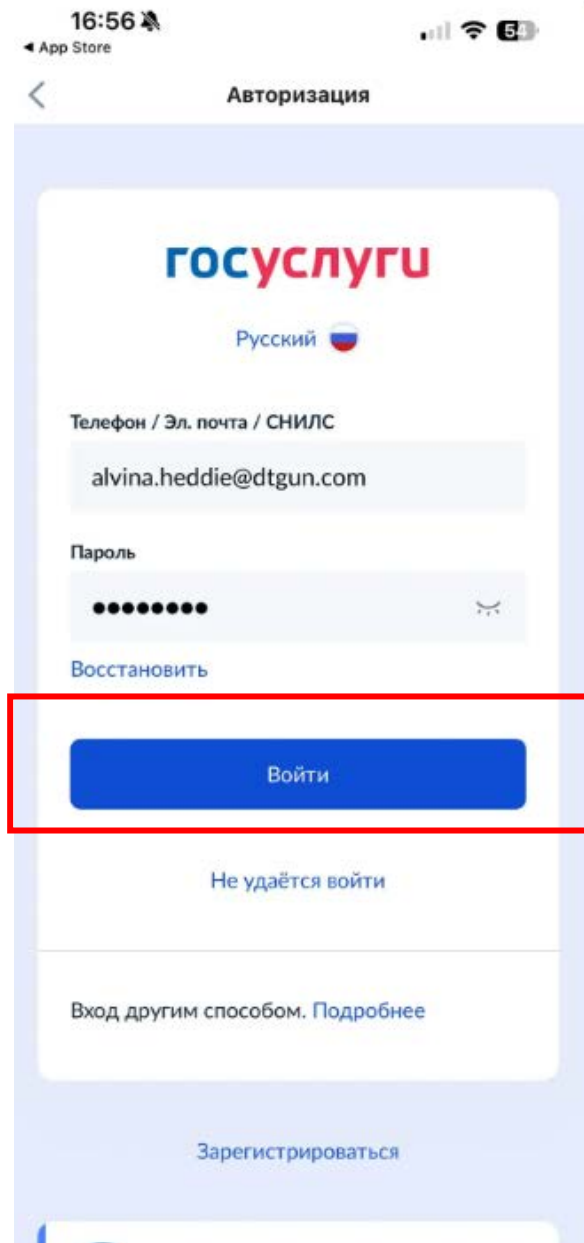 16:56
54
◄ App Store
Авторизация
госуслуги
Русский
Телефон / Эл. почта / СНИЛС
alvina.heddie@dtgun.com
Пароль
••••••••
Восстановить
Войти
Не удаётся войти
Вход другим способом. Подробнее
Зарегистрироваться